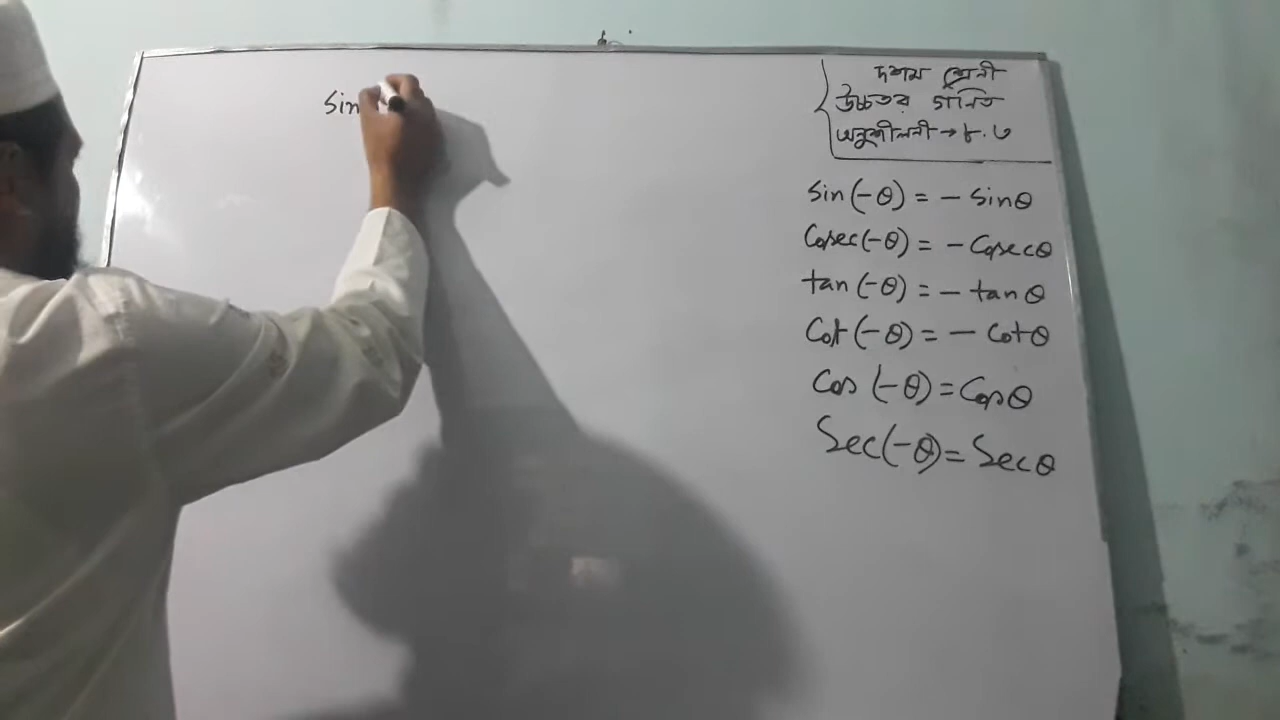 sin
দশম শ্রেনী
উচ্চতর গনিত
অনুশীলনী → ৮.৩
Sin(-θ) = - Sinθ
Cosec(-θ) = - Cosecθ
tan(-θ) = - tanθ
Cot(-θ) = - Cotθ
Cos(-θ) = Cosθ
Sec(-θ) = Secθ